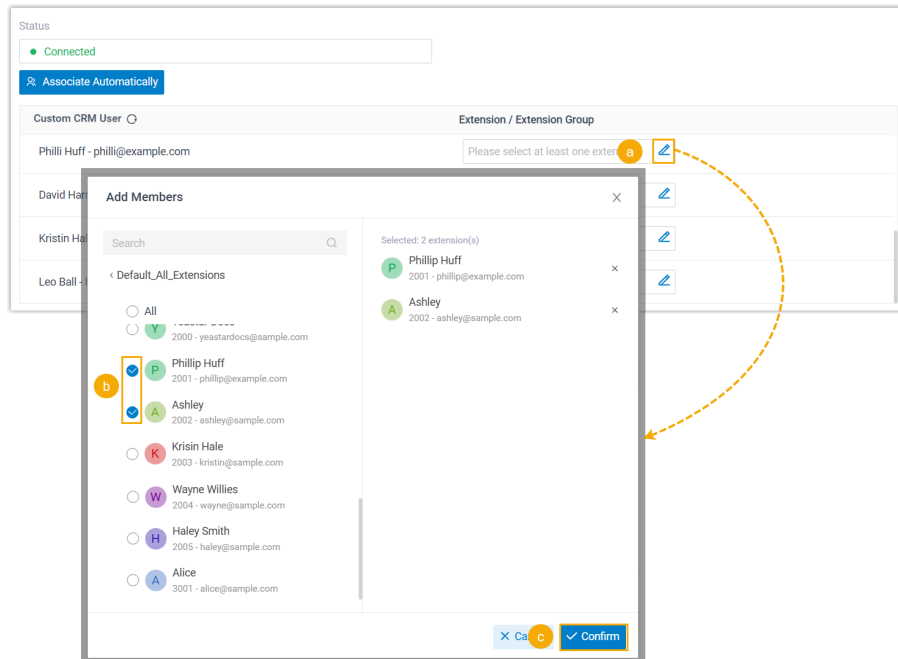 Status
Connected
Associate Automatically
Custom CRM User
Extension / Extension Group
Philli Huff - philli@example.com
Please select at least one exten
a
David Har
Kristin Hal
Leo Ball -
Add Members
X
Search
Selected: 2 extension(s)
< Default_All_Extensions
All
Y
2000 - yeastardocs@sample.com
b
P
Phillip Huff
2001 - phillip@example.com
A
Ashley
2002 - ashley@sample.com
K
Krisin Hale
2003 - kristin@sample.com
W
Wayne Willies
2004 - wayne@sample.com
H
Haley Smith
2005 - haley@sample.com
A
Alice
3001 - alice@sample.com
P
Phillip Huff
2001 - phillip@example.com
×
A
Ashley
2002 - ashley@sample.com
×
Ca
c
Confirm